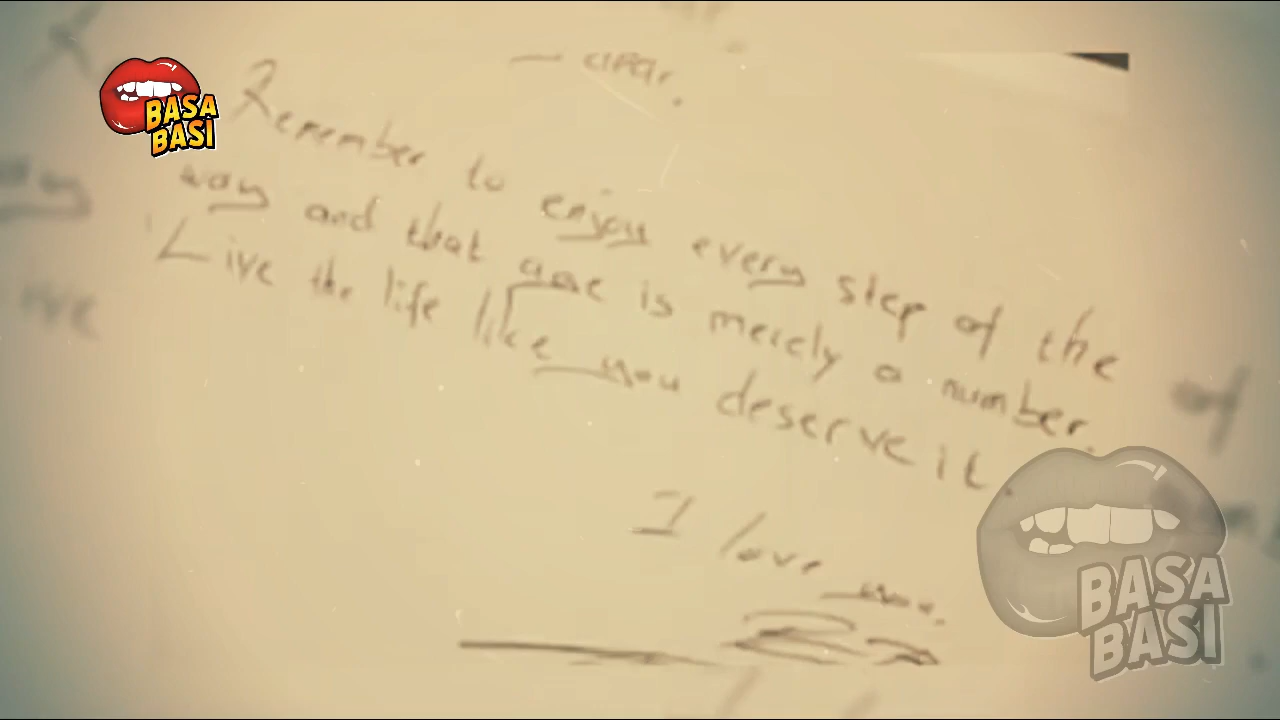 BASA
BASI
Remember to enjoy every step of the
way and that age is merely a number.
'Live the life like you deserve it.
I love you.
BASA
BASI